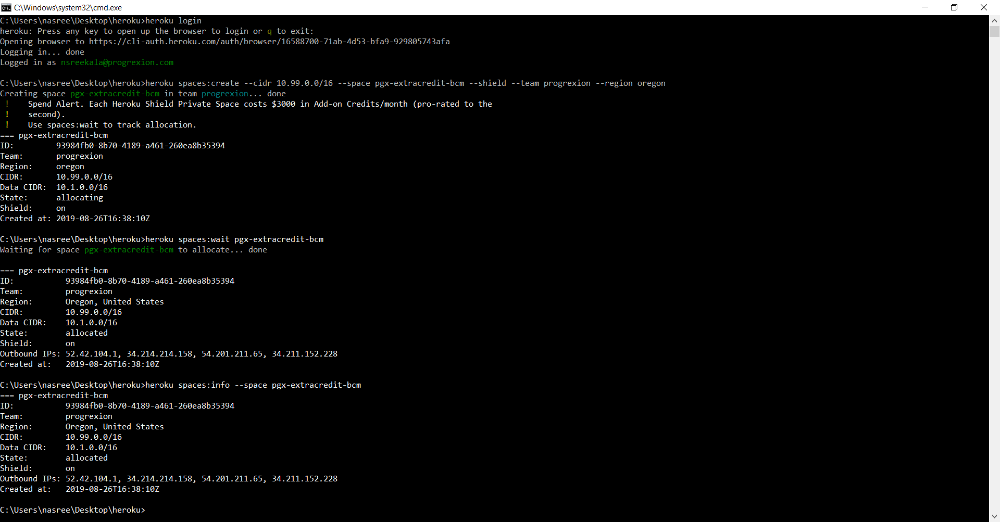 C:\Windows\system32\cmd.exe
C:\Users\nasree\Desktop\heroku>heroku login
heroku: Press any key to open up the browser to login or q to exit:
Opening browser to https://cli-auth.heroku.com/auth/browser/16588700-71ab-4d53-bfa9-929805743afa
Logging in... done
Logged in as nsreekala@progrexion.com
C:\Users\nasree\Desktop\heroku>heroku spaces:create --cidr 10.99.0.0/16 --space pgx-extracredit-bcm --shield --team progrexion --region oregon
Creating space pgx-extracredit-bcm in team progrexion... done
!    Spend Alert. Each Heroku Shield Private Space costs $3000 in Add-on Credits/month (pro-rated to the
!    second).
!    Use spaces:wait to track allocation.
=== pgx-extracredit-bcm
ID:         93984fb0-8b70-4189-a461-260ea8b35394
Team:       progrexion
Region:     oregon
CIDR:       10.99.0.0/16
Data CIDR:  10.1.0.0/16
State:      allocating
Shield:     on
Created at: 2019-08-26T16:38:10Z
C:\Users\nasree\Desktop\heroku>heroku spaces:wait pgx-extracredit-bcm
Waiting for space pgx-extracredit-bcm to allocate... done
=== pgx-extracredit-bcm
ID:           93984fb0-8b70-4189-a461-260ea8b35394
Team:         progrexion
Region:       Oregon, United States
CIDR:         10.99.0.0/16
Data CIDR:    10.1.0.0/16
State:        allocated
Shield:       on
Outbound IPs: 52.42.104.1, 34.214.214.158, 54.201.211.65, 34.211.152.228
Created at:   2019-08-26T16:38:10Z
C:\Users\nasree\Desktop\heroku>heroku spaces:info --space pgx-extracredit-bcm
=== pgx-extracredit-bcm
ID:           93984fb0-8b70-4189-a461-260ea8b35394
Team:         progrexion
Region:       Oregon, United States
CIDR:         10.99.0.0/16
Data CIDR:    10.1.0.0/16
State:        allocated
Shield:       on
Outbound IPs: 52.42.104.1, 34.214.214.158, 54.201.211.65, 34.211.152.228
Created at:   2019-08-26T16:38:10Z
C:\Users\nasree\Desktop\heroku>